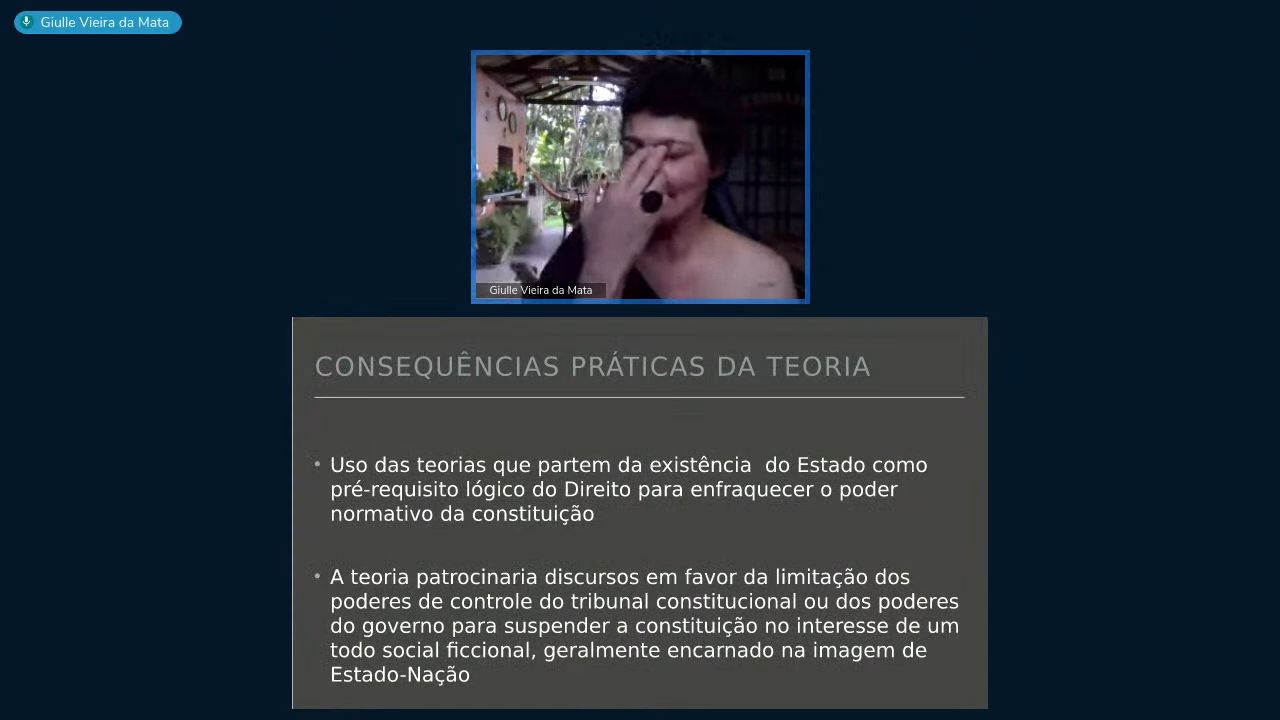 Giulle Vieira da Mata
Giulle Vieira da Mata
CONSEQUÊNCIAS PRÁTICAS DA TEORIA
• Uso das teorias que partem da existência  do Estado como
pré-requisito lógico do Direito para enfraquecer o poder
normativo da constituição
• A teoria patrocinaria discursos em favor da limitação dos
poderes de controle do tribunal constitucional ou dos poderes
do governo para suspender a constituição no interesse de um
todo social ficcional, geralmente encarnado na imagem de
Estado-Nação